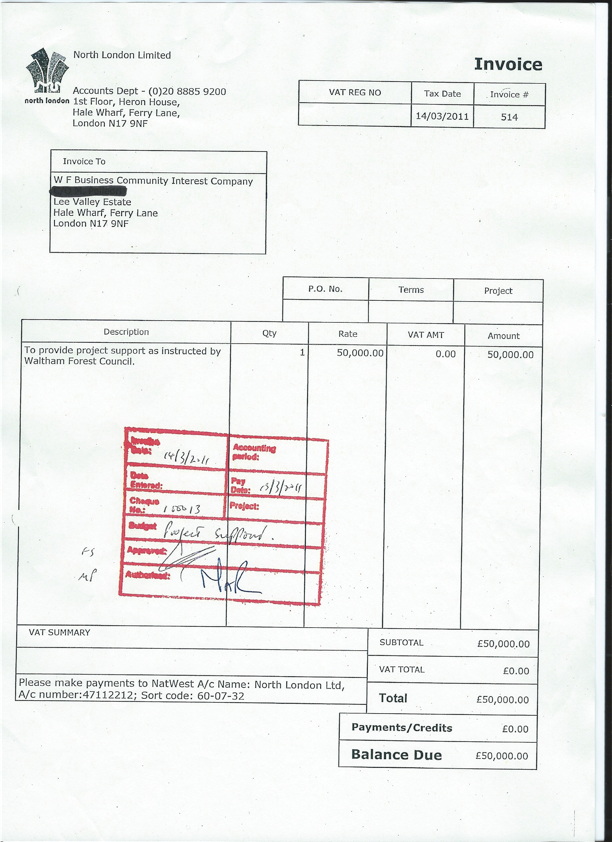 North London Limited
Invoice
north london
Accounts Dept - (0)20 8885 9200
1st Floor, Heron House,
Hale Wharf, Ferry Lane,
London N17 9NF
VAT REG NO Tax Date Invoice #
14/03/2011 514
Invoice To
W F Business Community Interest Company
Lee Valley Estate
Hale Wharf, Ferry Lane
London N17 9NF
P.O. No. Terms Project
Description Qty Rate VAT AMT Amount
To provide project support as instructed by 1 50,000.00 0.00 50,000.00
Waltham Forest Council.
Invoice Date: 14/3/2011 Accounting period:
Date Entered: Pay Date: 15/3/2011
Cheque No.: 100013 Project:
Budget Project support.
Approved:
Authorised:
VAT SUMMARY
SUBTOTAL £50,000.00
VAT TOTAL £0.00
Please make payments to NatWest A/c Name: North London Ltd,
A/c number:47112212; Sort code: 60-07-32
Total £50,000.00
Payments/Credits £0.00
Balance Due £50,000.00